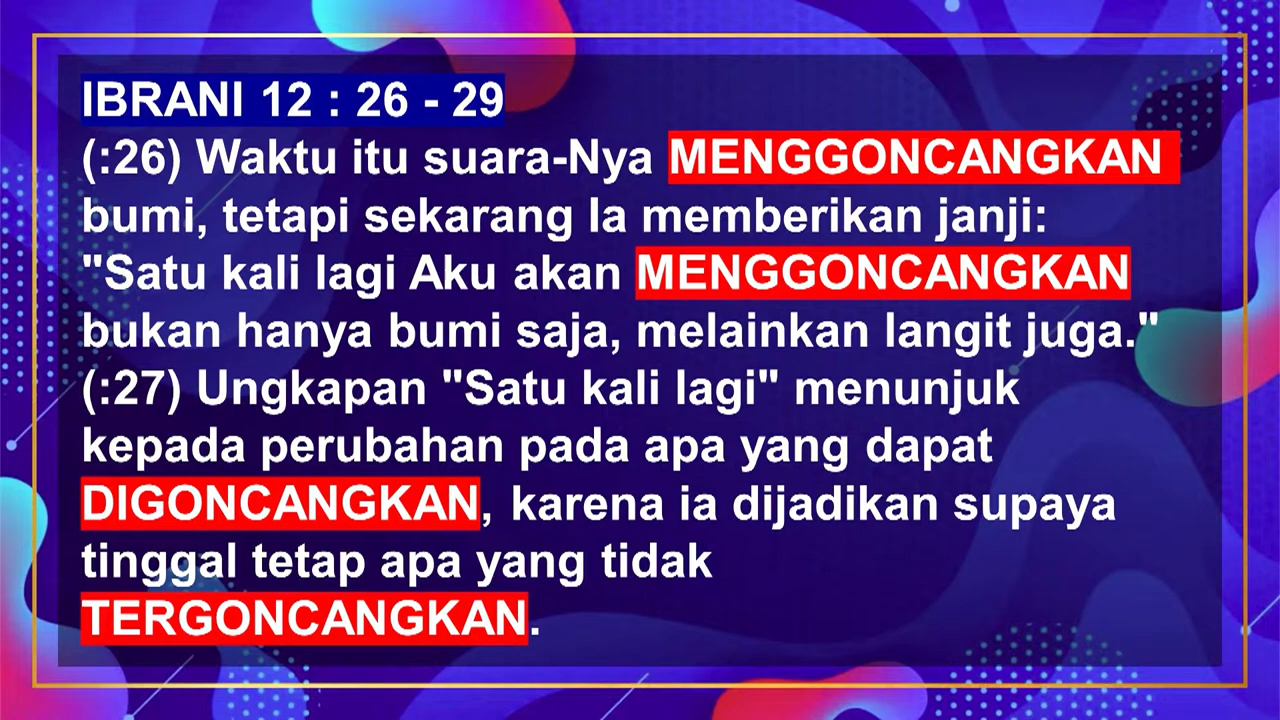 IBRANI 12 : 26 - 29
(:26) Waktu itu suara-Nya MENGGONCANGKAN
bumi, tetapi sekarang Ia memberikan janji:
"Satu kali lagi Aku akan MENGGONCANGKAN
bukan hanya bumi saja, melainkan langit juga."
(:27) Ungkapan "Satu kali lagi" menunjuk
kepada perubahan pada apa yang dapat
DIGONCANGKAN, karena ia dijadikan supaya
tinggal tetap apa yang tidak
TERGONCANGKAN.